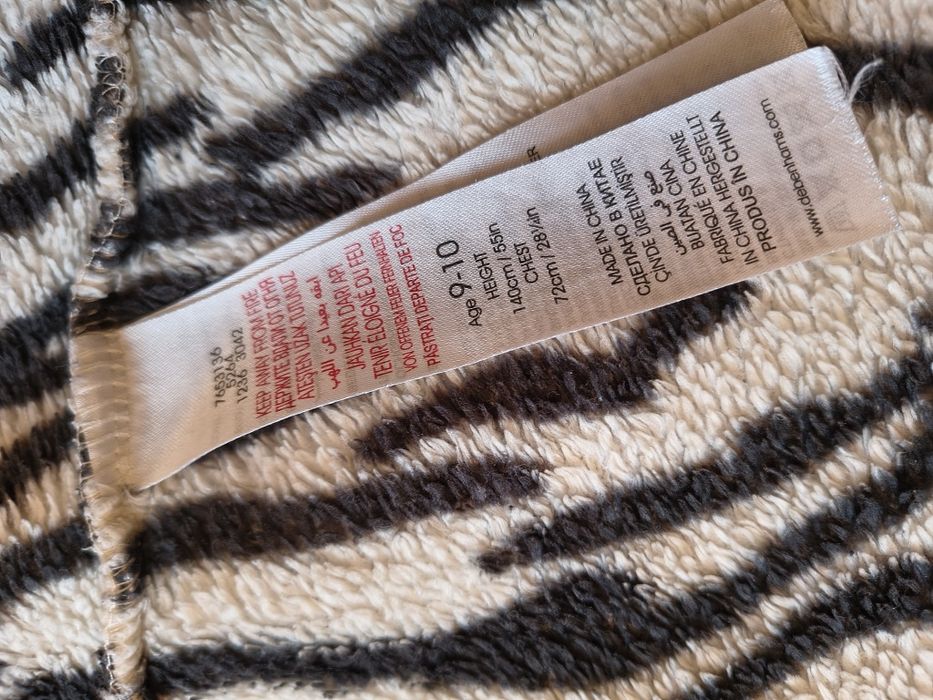 7653136
5Z6A
1236 3042
KEEP AWAY FROM FIRE
ДЕРЖИТЕ ВДАЛИ ОТ ОГНЯ
ATEŞTEN UZAK TUTUNUZ
أبقه بعيدا عن اللهب
JAUHKAN DARI API
TENIR ÉLOIGNÉ DU FEU
VON OFFENEM FEUER FERNHALTEN
PĂSTRAȚI DEPARTE DE FOC
Age 9-10
HEIGHT
140cm / 55in
CHEST
72cm / 28¼in
MADE IN CHINA
СДЕЛАНО В КИТАЕ
ÇİNDE ÜRETİLMİŞTİR
صنع في الصين
BUATAN CINA
FABRIQUÉ EN CHINE
IN CHINA HERGESTELLT
PRODUS IN CHINA
www.debenhams.com